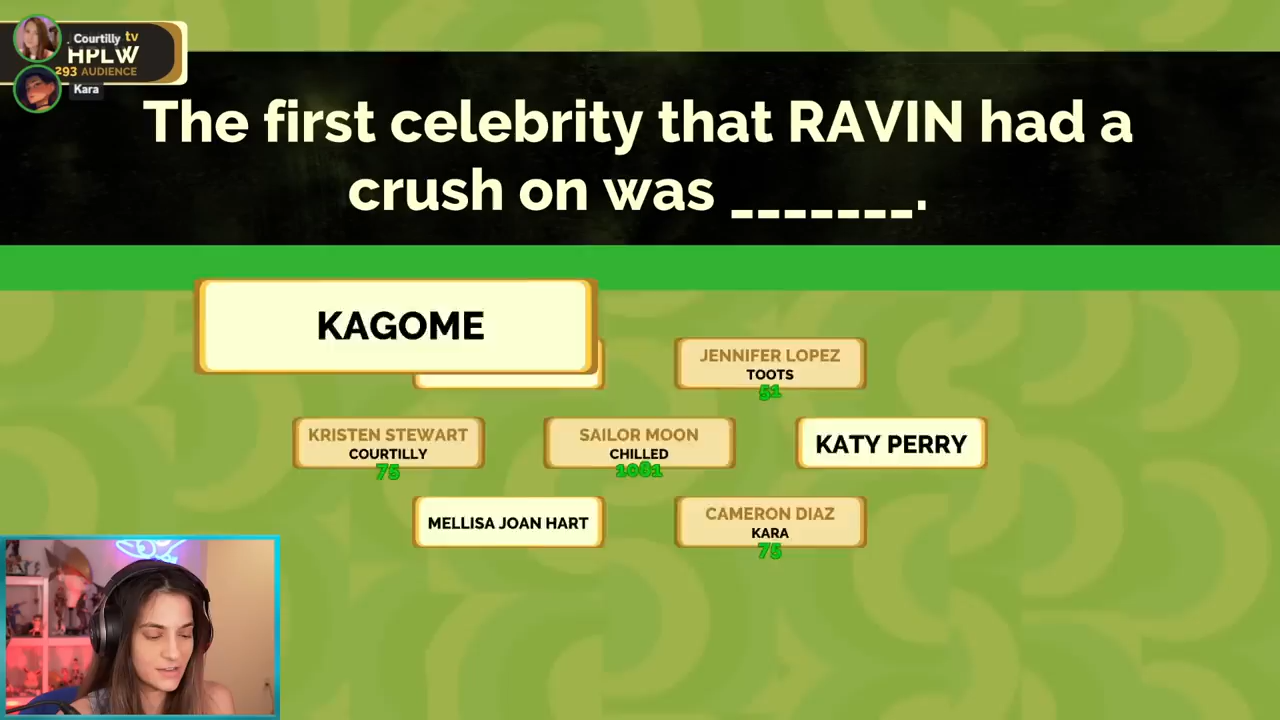 Courtilly tv
HPLW
293 AUDIENCE
Kara
The first celebrity that RAVIN had a
crush on was _______.
KAGOME
JENNIFER LOPEZ
TOOTS
51
KRISTEN STEWART
COURTILLY
75
SAILOR MOON
CHILLED
1081
KATY PERRY
MELLISA JOAN HART
CAMERON DIAZ
KARA
75